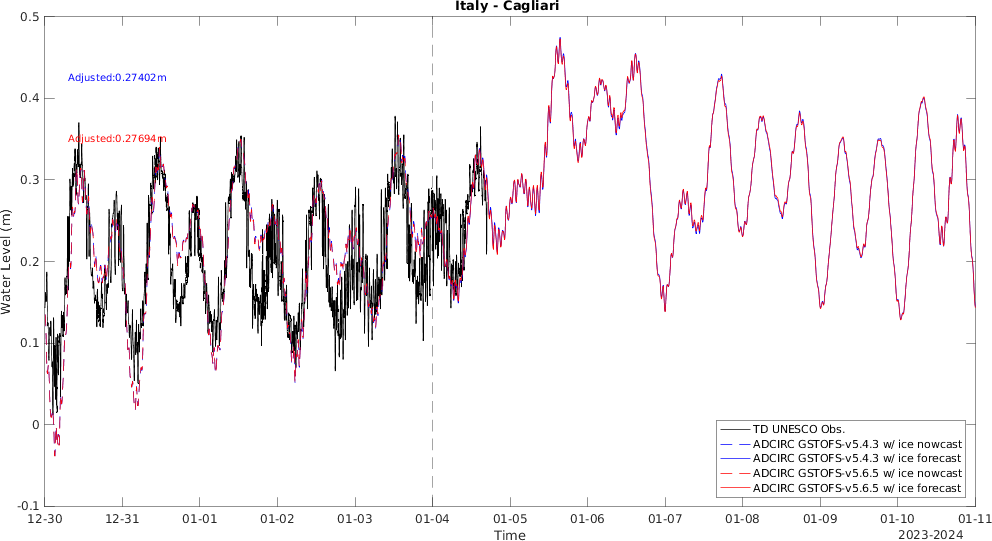 Italy - Cagliari
0.5
0.4
0.3
0.2
0.1
0
-0.1
Water Level (m)
Adjusted:0.27402m
Adjusted:0.27694m
TD UNESCO Obs.
ADCIRC GSTOFS-v5.4.3 w/ ice nowcast
ADCIRC GSTOFS-v5.4.3 w/ ice forecast
ADCIRC GSTOFS-v5.6.5 w/ ice nowcast
ADCIRC GSTOFS-v5.6.5 w/ ice forecast
12-30 12-31 01-01 01-02 01-03 01-04 01-05 01-06 01-07 01-08 01-09 01-10 01-11
Time
2023-2024